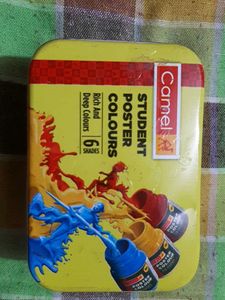 Camel
STUDENT
POSTER
COLOURS
Rich And
Deep Colours
6 SHADES